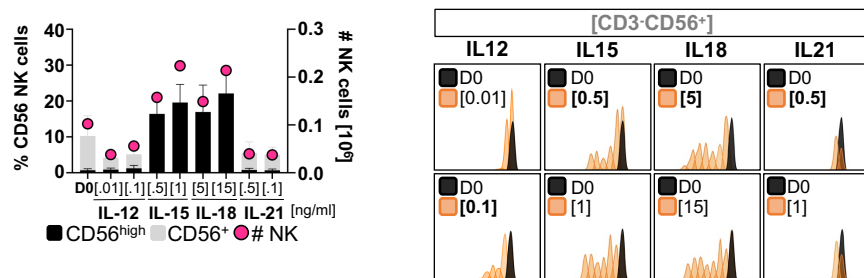 % CD56 NK cells
40
30
20
10
0
0.3
0.2
0.1
0.0
# NK cells [10⁶]
D0 [.01] [.1] [.5] [1] [5] [15] [.5] [.1]
IL-12 IL-15 IL-18 IL-21 [ng/ml]
CD56ʰⁱᵍʰ CD56⁺ # NK
[CD3⁻CD56⁺]
IL12 IL15 IL18 IL21
D0 D0 D0 D0
[0.01] [0.5] [5] [0.5]
D0 D0 D0 D0
[0.1] [1] [15] [1]